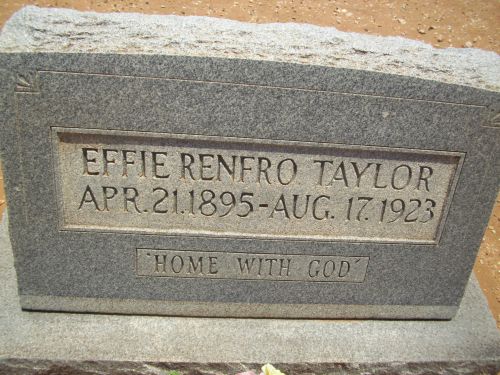 EFFIE RENFRO TAYLOR
APR. 21. 1895 - AUG. 17. 1923
'HOME WITH GOD'